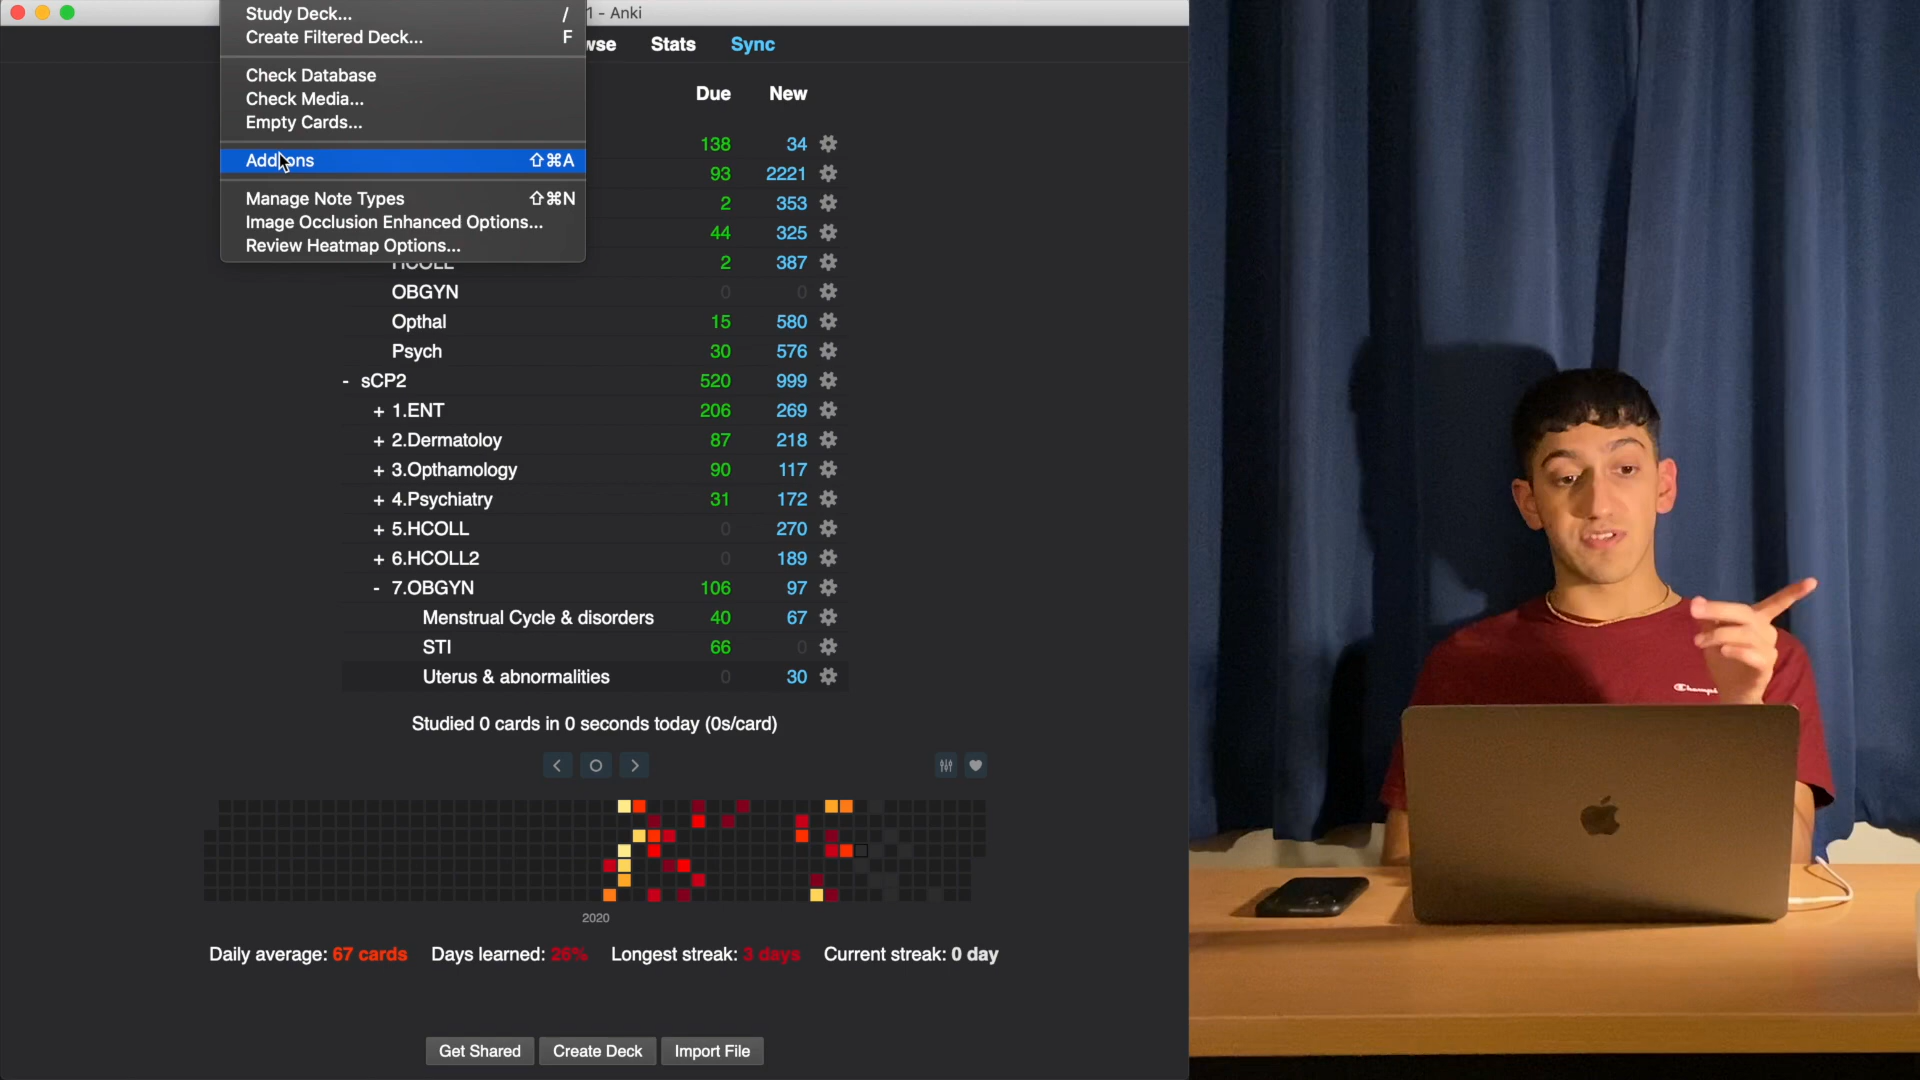 1 - Anki
Study Deck... /
Create Filtered Deck... F
Check Database
Check Media...
Empty Cards...
Add-ons ⇧⌘A
Manage Note Types ⇧⌘N
Image Occlusion Enhanced Options...
Review Heatmap Options...
wse Stats Sync
Due New
138 34
93 2221
2 353
44 325
HCOLL 2 387
OBGYN 0 0
Opthal 15 580
Psych 30 576
- sCP2 520 999
+ 1.ENT 206 269
+ 2.Dermatoloy 87 218
+ 3.Opthamology 90 117
+ 4.Psychiatry 31 172
+ 5.HCOLL 0 270
+ 6.HCOLL2 0 189
- 7.OBGYN 106 97
Menstrual Cycle & disorders 40 67
STI 66 0
Uterus & abnormalities 0 30
Studied 0 cards in 0 seconds today (0s/card)
2020
Daily average: 67 cards Days learned: 26% Longest streak: 3 days Current streak: 0 day
Get Shared Create Deck Import File
Champi